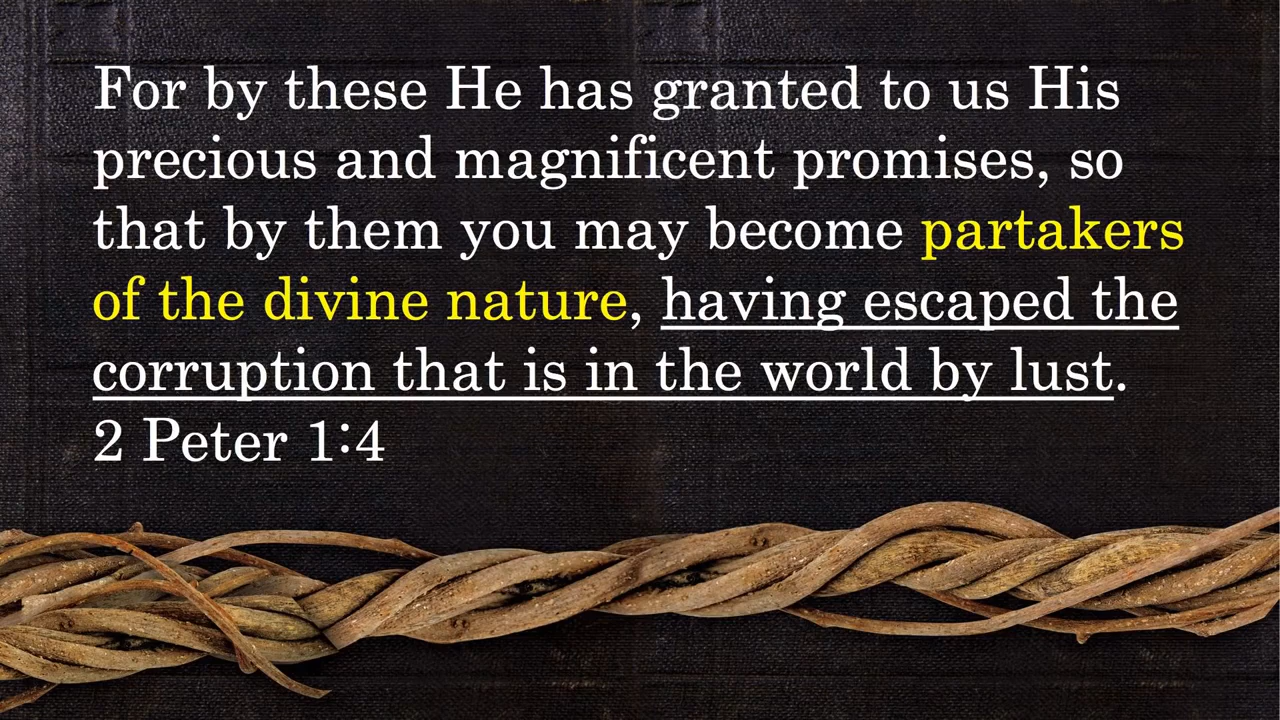 For by these He has granted to us His
precious and magnificent promises, so
that by them you may become partakers
of the divine nature, having escaped the
corruption that is in the world by lust.
2 Peter 1:4